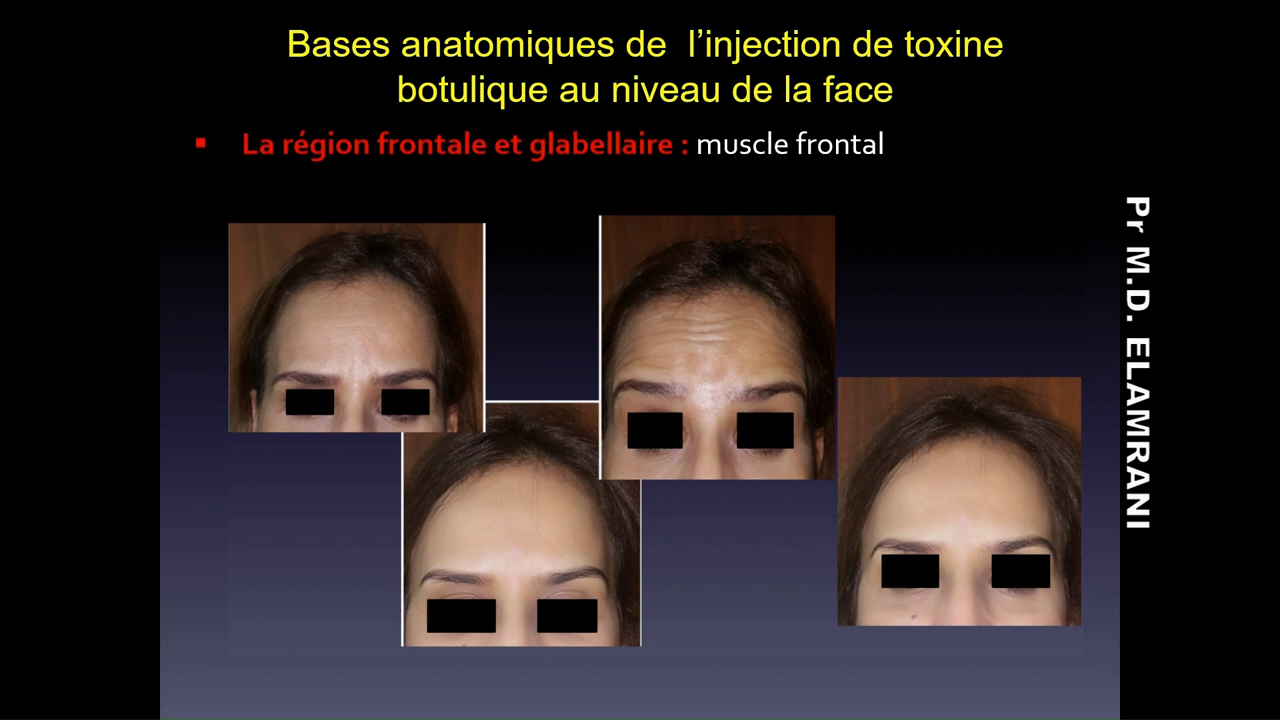 Bases anatomiques de  l’injection de toxine
botulique au niveau de la face
▪ La région frontale et glabellaire : muscle frontal
Pr M.D. ELAMRANI